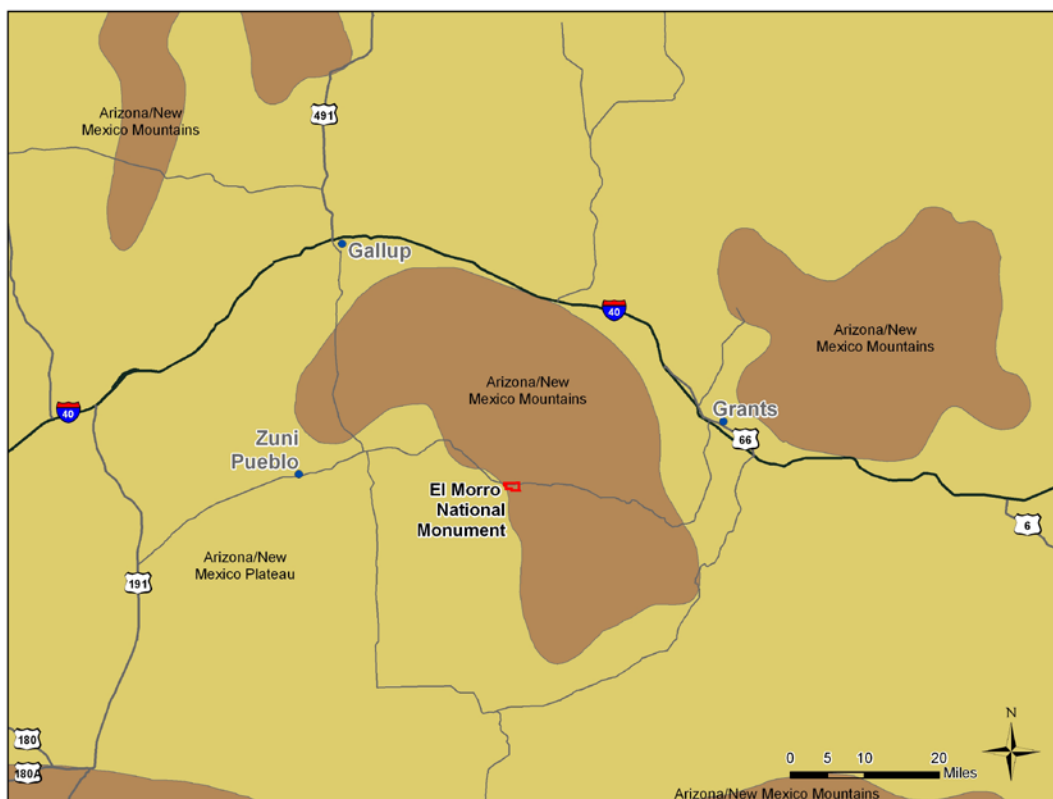 Arizona/New
Mexico Mountains
491
Gallup
40
Arizona/New
Mexico Mountains
Arizona/New
Mexico Mountains
40
Grants
66
Zuni
Pueblo
El Morro
National
Monument
6
Arizona/New
Mexico Plateau
191
N
180
180A
0 5 10 20
Miles
Arizona/New Mexico Mountains